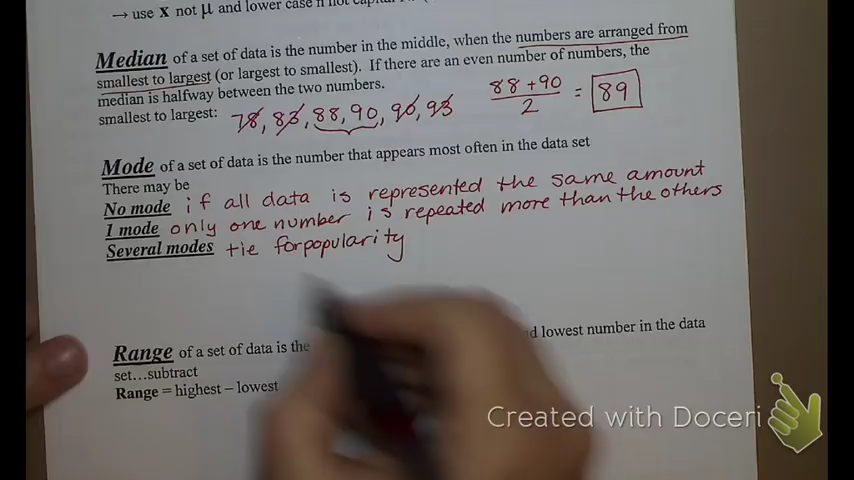 → use x not μ and lower case n not
Median of a set of data is the number in the middle, when the numbers are arranged from
smallest to largest (or largest to smallest). If there are an even number of numbers, the
median is halfway between the two numbers.
smallest to largest: 78, 83, 88, 90, 90, 93 88 + 90 / 2 = 89
Mode of a set of data is the number that appears most often in the data set
There may be
No mode if all data is represented the same amount
1 mode only one number is repeated more than the others
Several modes tie for popularity
Range of a set of data is the lowest number in the data
set...subtract
Range = highest – lowest
Created with Doceri